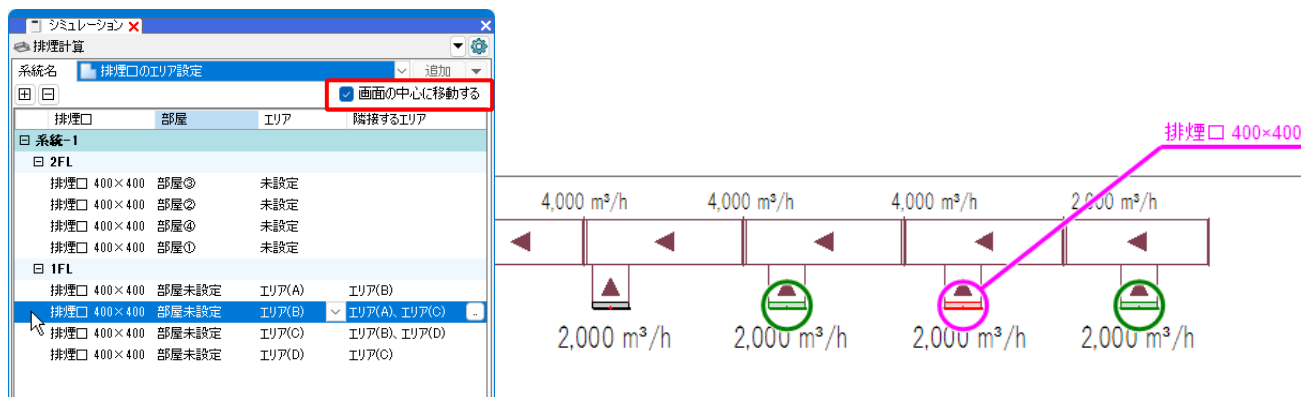 シミュレーション
排煙計算
系統名 排煙口のエリア設定 追加
画面の中心に移動する
排煙口 部屋 エリア 隣接するエリア
系統-1
2FL
排煙口 400×400 部屋③ 未設定
排煙口 400×400 部屋② 未設定
排煙口 400×400 部屋④ 未設定
排煙口 400×400 部屋① 未設定
1FL
排煙口 400×400 部屋未設定 エリア(A) エリア(B)
排煙口 400×400 部屋未設定 エリア(B) エリア(A)、エリア(C) ..
排煙口 400×400 部屋未設定 エリア(C) エリア(B)、エリア(D)
排煙口 400×400 部屋未設定 エリア(D) エリア(C)
排煙口 400×400
4,000 m³/h 4,000 m³/h 4,000 m³/h 2,000 m³/h
2,000 m³/h 2,000 m³/h 2,000 m³/h 2,000 m³/h